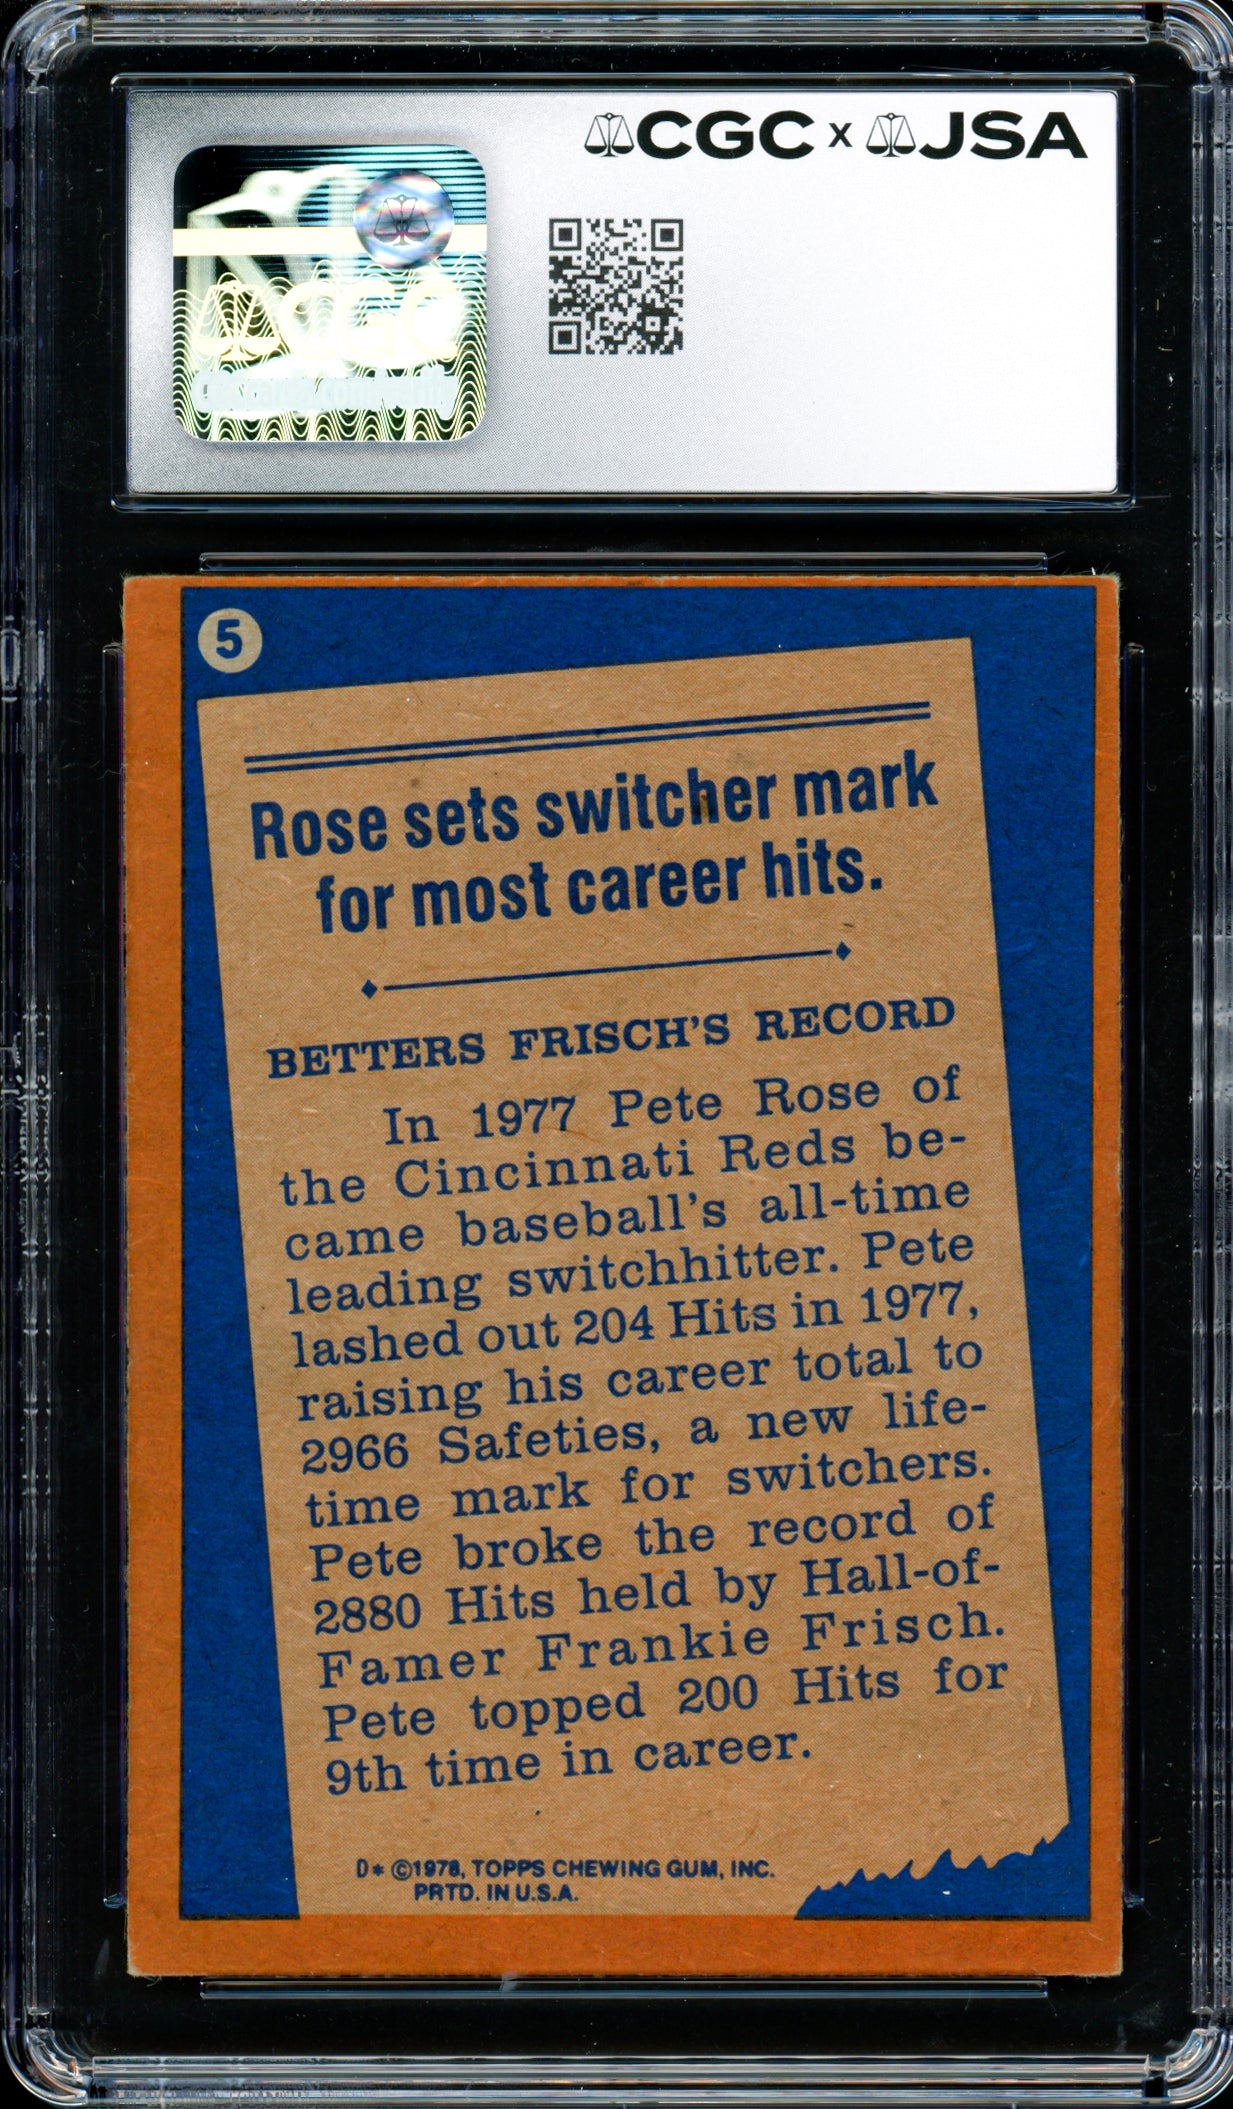 CGC x JSA
CGC
5
Rose sets switcher mark
for most career hits.
BETTERS FRISCH'S RECORD
In 1977 Pete Rose of
the Cincinnati Reds be-
came baseball's all-time
leading switchhitter. Pete
lashed out 204 Hits in 1977,
raising his career total to
2966 Safeties, a new life-
time mark for switchers.
Pete broke the record of
2880 Hits held by Hall-of-
Famer Frankie Frisch.
Pete topped 200 Hits for
9th time in career.
D* ©1978, TOPPS CHEWING GUM, INC.
PRTD. IN U.S.A.